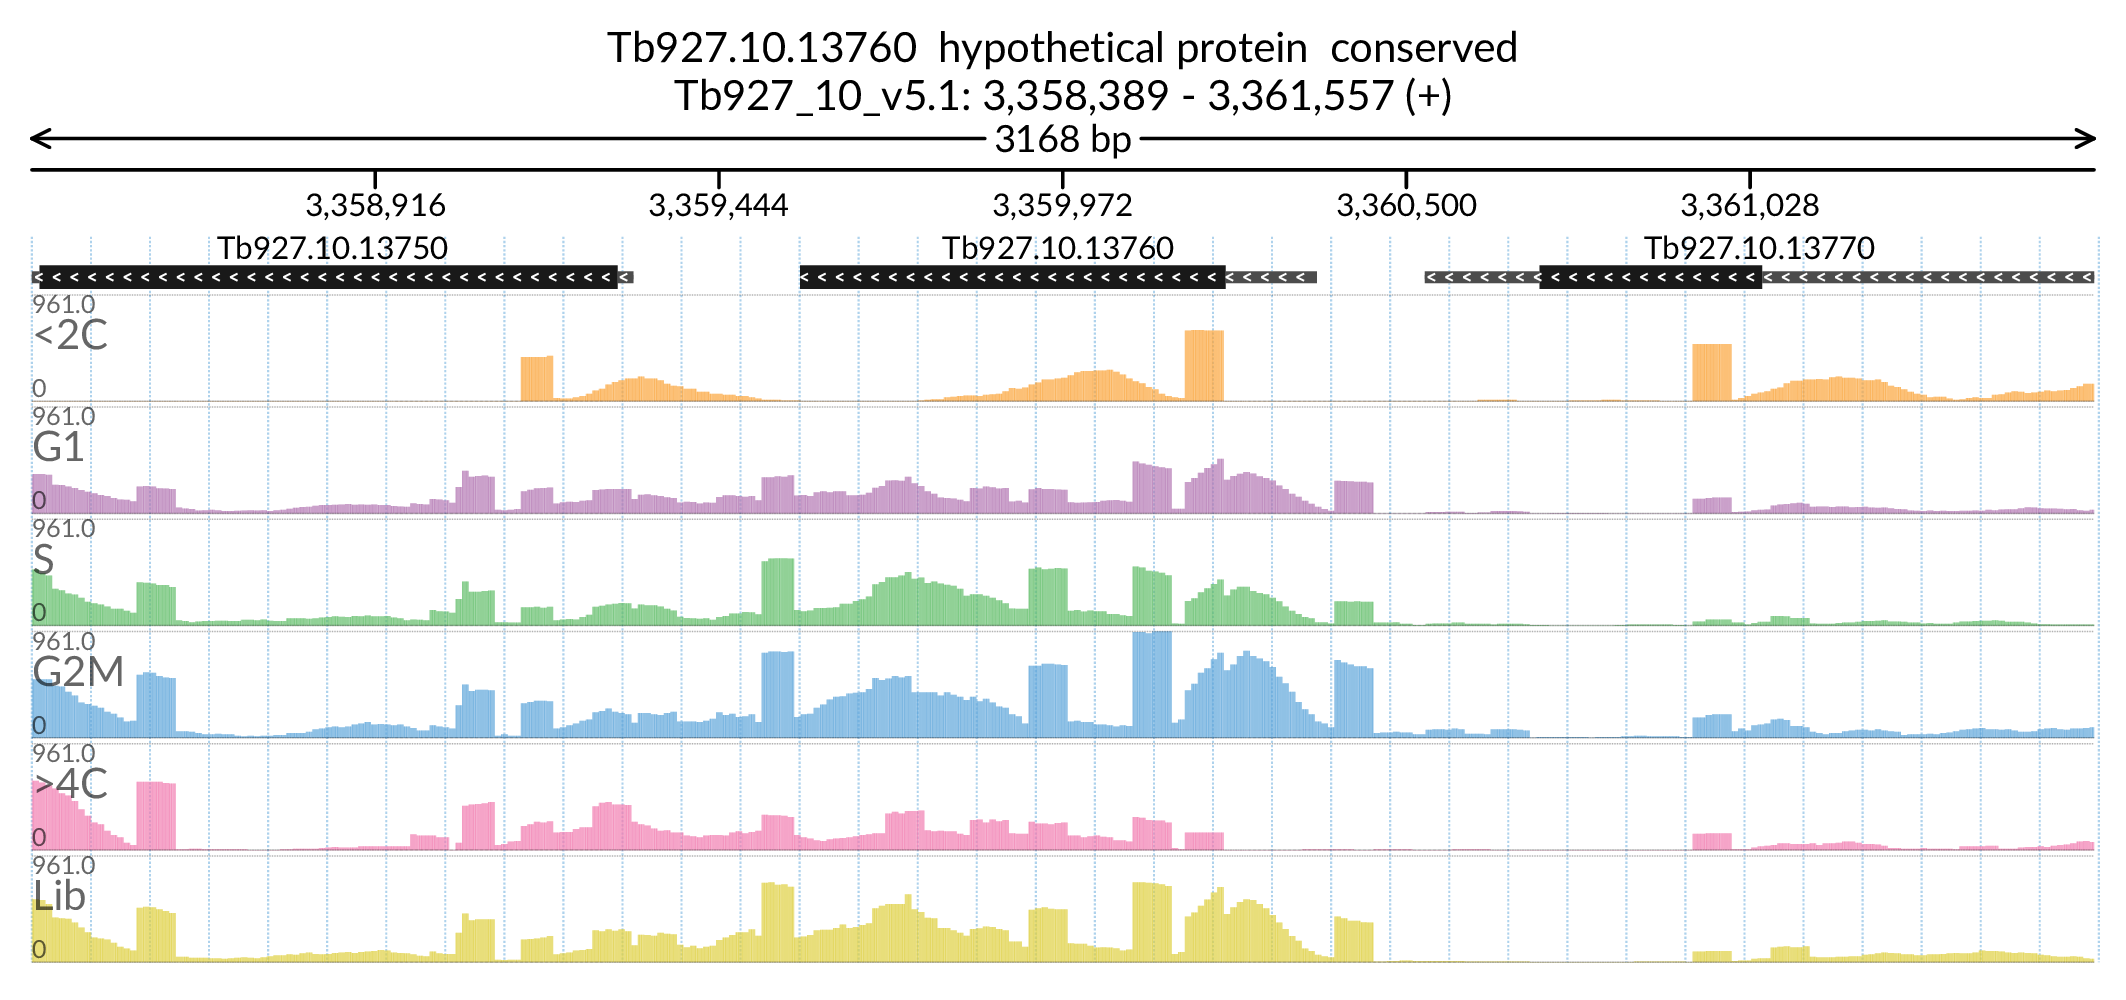 Tb927.10.13760  hypothetical protein  conserved
Tb927_10_v5.1: 3,358,389 - 3,361,557 (+)
3168 bp
3,358,916 3,359,444 3,359,972 3,360,500 3,361,028
Tb927.10.13750 Tb927.10.13760 Tb927.10.13770
961.0
<2C
0
961.0
G1
0
961.0
S
0
961.0
G2M
0
961.0
>4C
0
961.0
Lib
0